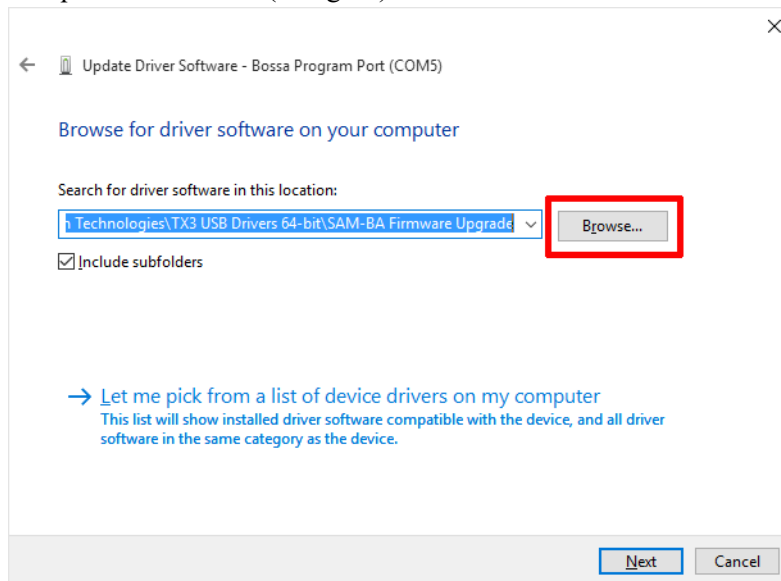 Update Driver Software - Bossa Program Port (COM5)
Browse for driver software on your computer
Search for driver software in this location:
Technologies\TX3 USB Drivers 64-bit\SAM-BA Firmware Upgrade
Browse...
Include subfolders
Let me pick from a list of device drivers on my computer
This list will show installed driver software compatible with the device, and all driver
software in the same category as the device.
Next
Cancel